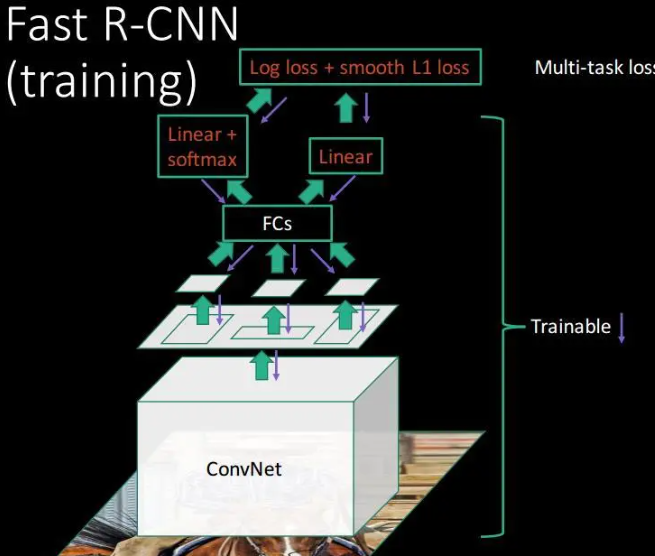 Fast R-CNN
(training)
Log loss + smooth L1 loss
Multi-task loss
Linear +
softmax
Linear
FCs
Trainable
ConvNet